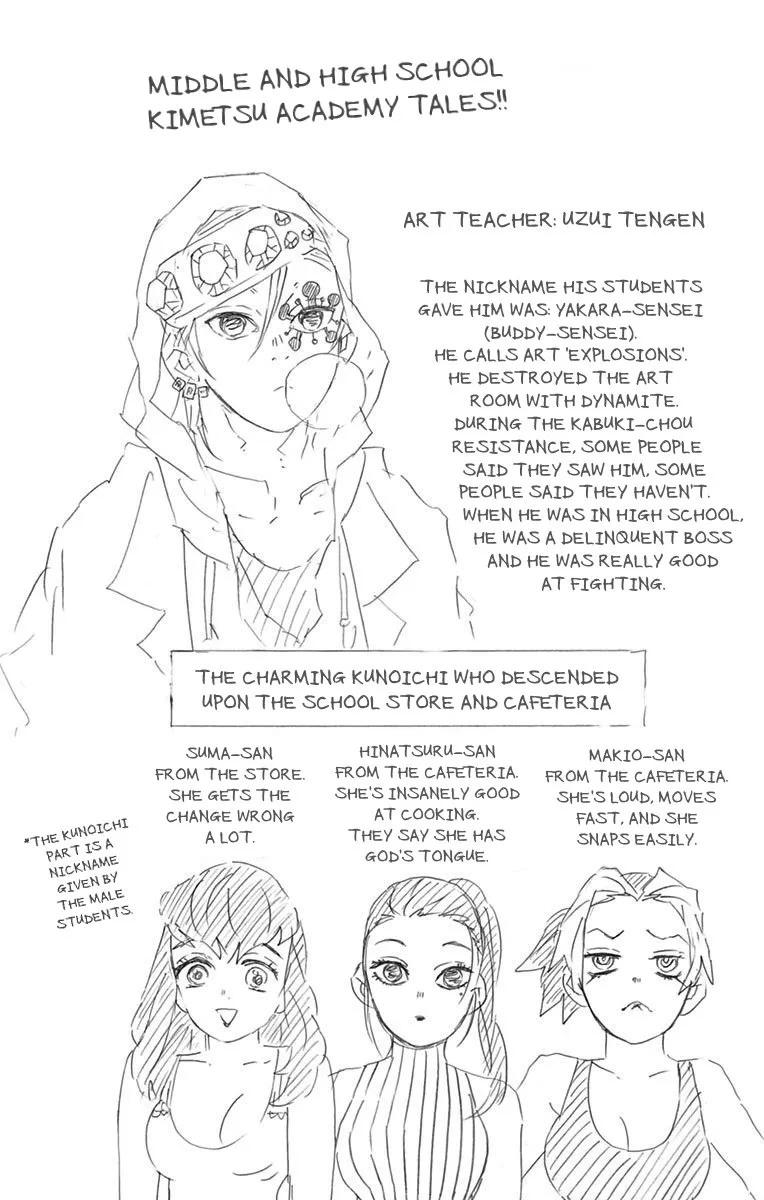 MIDDLE AND HIGH SCHOOL
KIMETSU ACADEMY TALES!!
ART TEACHER: UZUI TENGEN
THE NICKNAME HIS STUDENTS
GAVE HIM WAS: YAKARA-SENSEI
(BUDDY-SENSEI).
HE CALLS ART 'EXPLOSIONS'.
HE DESTROYED THE ART
ROOM WITH DYNAMITE.
DURING THE KABUKI-CHOU
RESISTANCE, SOME PEOPLE
SAID THEY SAW HIM, SOME
PEOPLE SAID THEY HAVEN'T.
WHEN HE WAS IN HIGH SCHOOL,
HE WAS A DELINQUENT BOSS
AND HE WAS REALLY GOOD
AT FIGHTING.
THE CHARMING KUNOICHI WHO DESCENDED
UPON THE SCHOOL STORE AND CAFETERIA
SUMA-SAN
FROM THE STORE.
SHE GETS THE
CHANGE WRONG
A LOT.
HINATSURU-SAN
FROM THE CAFETERIA.
SHE'S INSANELY GOOD
AT COOKING.
THEY SAY SHE HAS
GOD'S TONGUE.
MAKIO-SAN
FROM THE CAFETERIA.
SHE'S LOUD, MOVES
FAST, AND SHE
SNAPS EASILY.
*THE KUNOICHI
PART IS A
NICKNAME
GIVEN BY
THE MALE
STUDENTS.